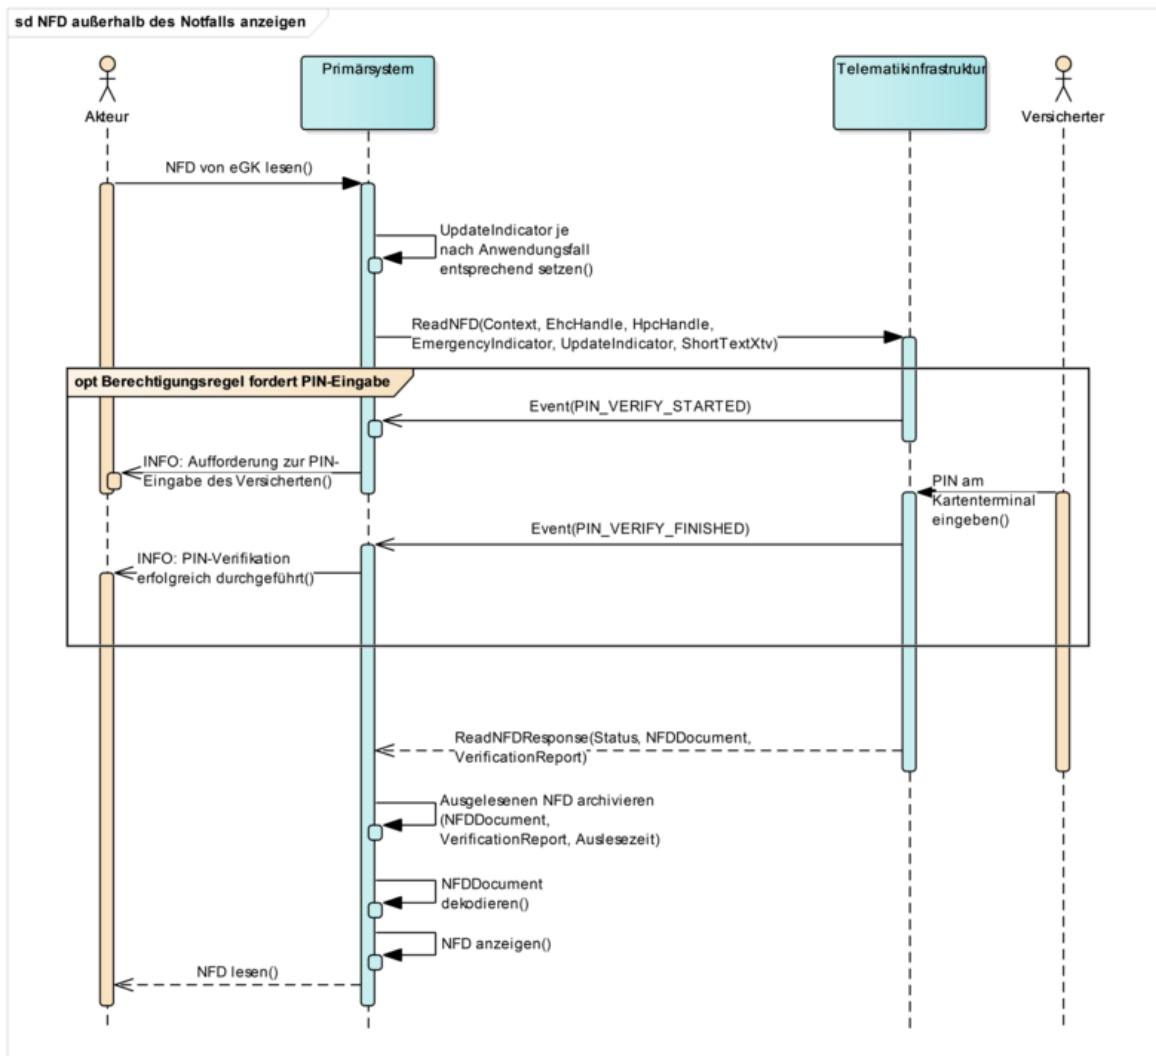 sd NFD außerhalb des Notfalls anzeigen
Akteur
Primärsystem
Telematikinfrastruktur
Versicherter
NFD von eGK lesen()
UpdateIndicator je
nach Anwendungsfall
entsprechend setzen()
ReadNFD(Context, EhcHandle, HpcHandle,
EmergencyIndicator, UpdateIndicator, ShortTextXtv)
opt Berechtigungsregel fordert PIN-Eingabe
Event(PIN_VERIFY_STARTED)
INFO: Aufforderung zur PIN-
Eingabe des Versicherten()
PIN am
Kartenterminal
eingeben()
Event(PIN_VERIFY_FINISHED)
INFO: PIN-Verifikation
erfolgreich durchgeführt()
ReadNFDResponse(Status, NFDDocument,
VerificationReport)
Ausgelesenen NFD archivieren
(NFDDocument,
VerificationReport, Auslesezeit)
NFDDocument
dekodieren()
NFD anzeigen()
NFD lesen()